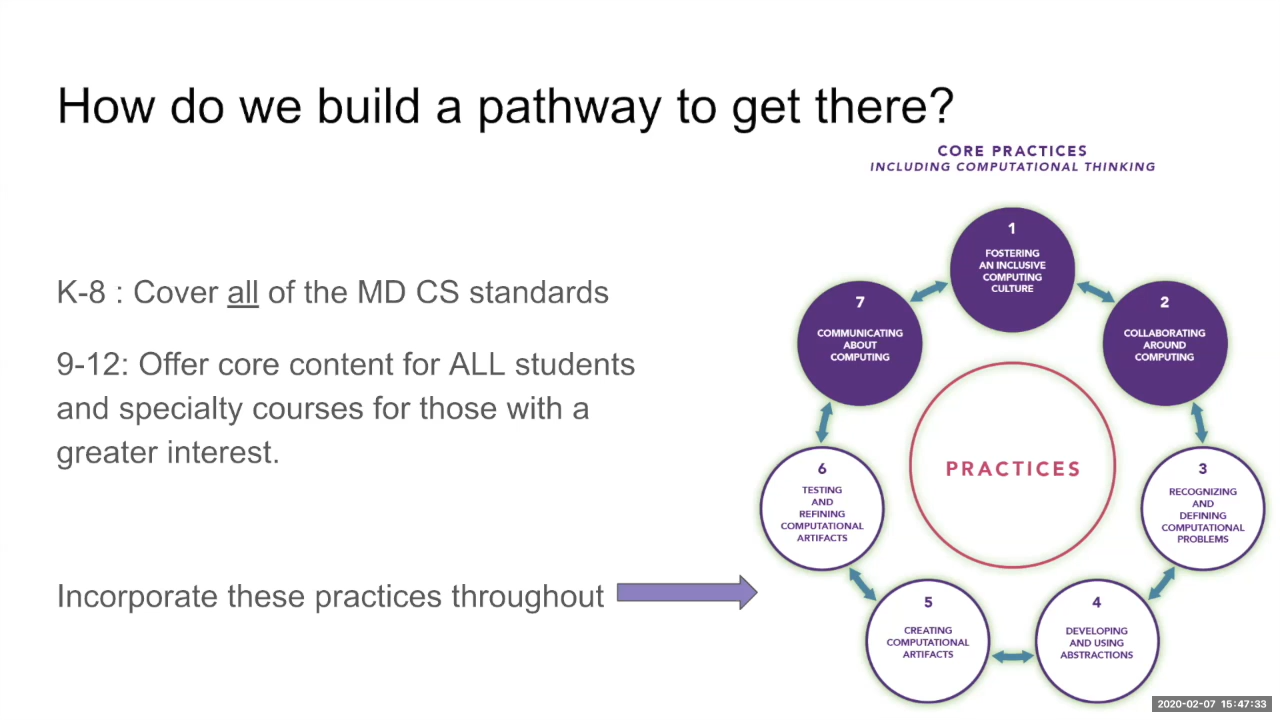 How do we build a pathway to get there?
CORE PRACTICES
INCLUDING COMPUTATIONAL THINKING
K-8 : Cover all of the MD CS standards
9-12: Offer core content for ALL students
and specialty courses for those with a
greater interest.
Incorporate these practices throughout
1
FOSTERING
AN INCLUSIVE
COMPUTING
CULTURE
2
COLLABORATING
AROUND
COMPUTING
3
RECOGNIZING
AND
DEFINING
COMPUTATIONAL
PROBLEMS
4
DEVELOPING
AND USING
ABSTRACTIONS
5
CREATING
COMPUTATIONAL
ARTIFACTS
6
TESTING
AND
REFINING
COMPUTATIONAL
ARTIFACTS
7
COMMUNICATING
ABOUT
COMPUTING
PRACTICES
2020-02-07 15:47:33